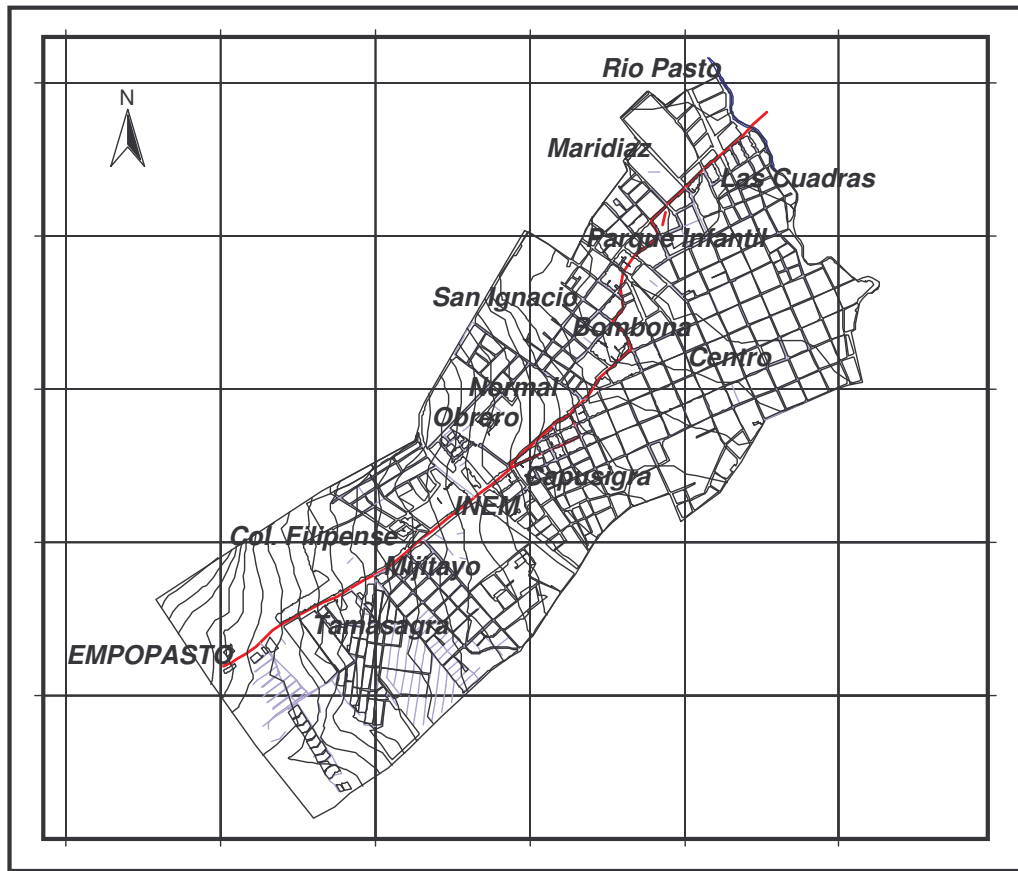 Rio Pasto
N
Maridiaz
Las Cuadras
Parque Infantil
San Ignacio
Bombona
Centro
Normal
Obrero
Capusigra
INEM
Col. Filipense
Mijitayo
Tamasagra
EMPOPASTO